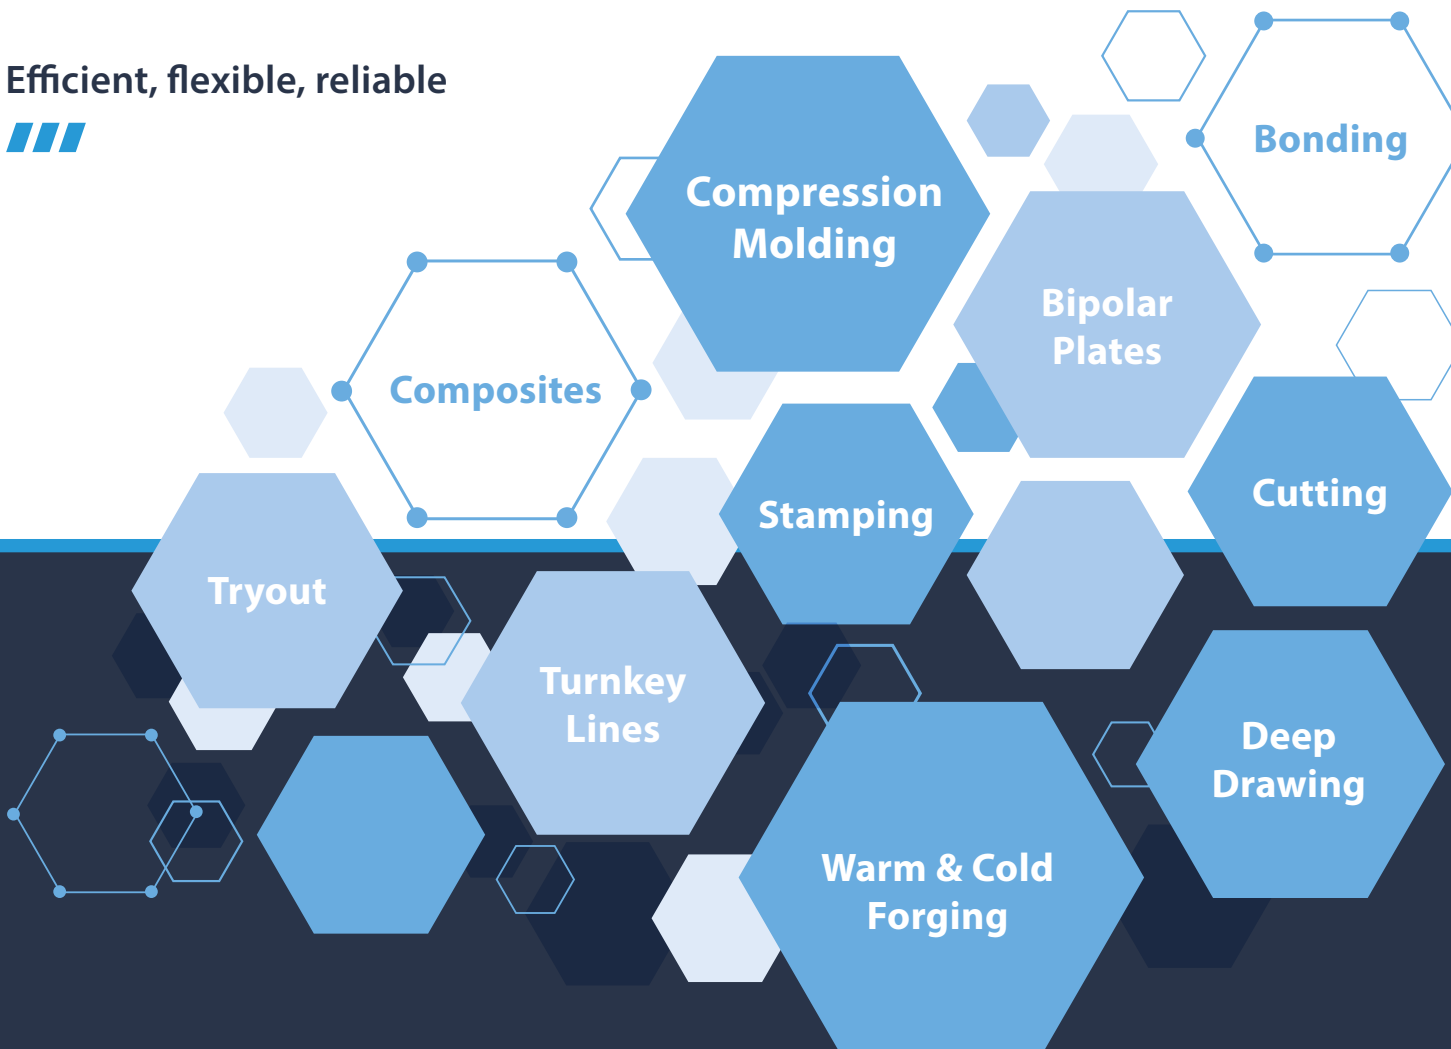 Efficient, flexible, reliable
Bonding
Compression
Molding
Bipolar
Plates
Composites
Cutting
Stamping
Tryout
Turnkey
Lines
Deep
Drawing
Warm & Cold
Forging